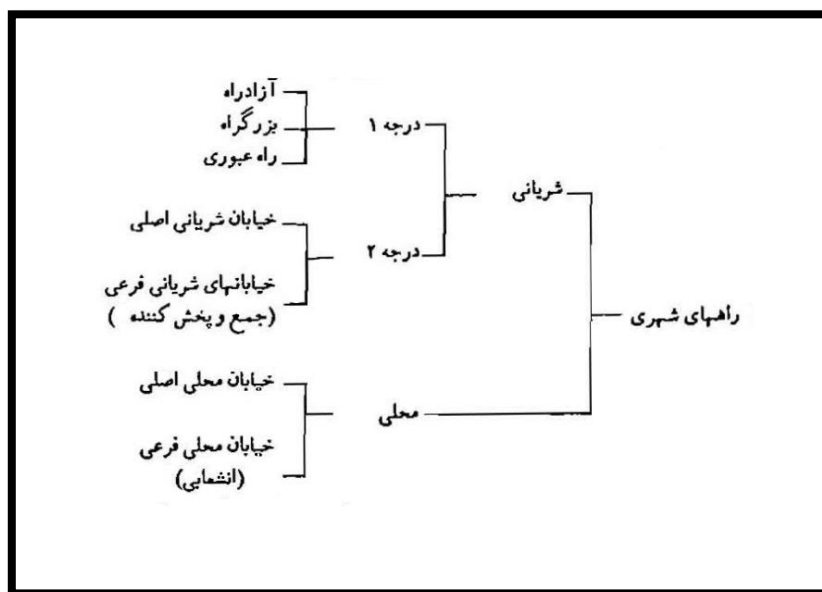 راههای شهری
شریانی
درجه ۱
آزادراه
بزرگراه
راه عبوری
درجه ۲
خیابان شریانی اصلی
خیابانهای شریانی فرعی
(جمع و پخش کننده )
محلی
خیابان محلی اصلی
خیابان محلی فرعی
(انشعابی)